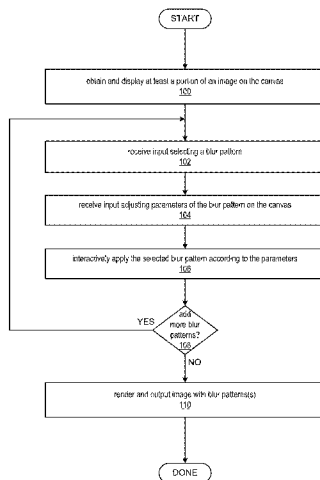 START
obtain and display at least a portion of an image on the canvas
100
receive input selecting a blur pattern
102
receive input adjusting parameters of the blur pattern on the canvas
104
interactively apply the selected blur pattern according to the parameters
106
add
more blur
patterns?
108
YES
NO
render and output image with blur patterns(s)
110
DONE